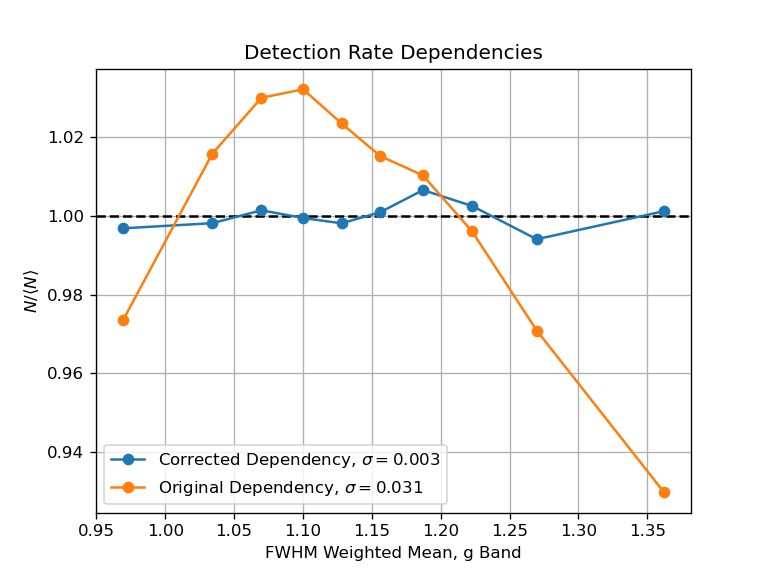 Detection Rate Dependencies
N/⟨N⟩
1.02
1.00
0.98
0.96
0.94
Corrected Dependency, σ = 0.003
Original Dependency, σ = 0.031
0.95 1.00 1.05 1.10 1.15 1.20 1.25 1.30 1.35
FWHM Weighted Mean, g Band